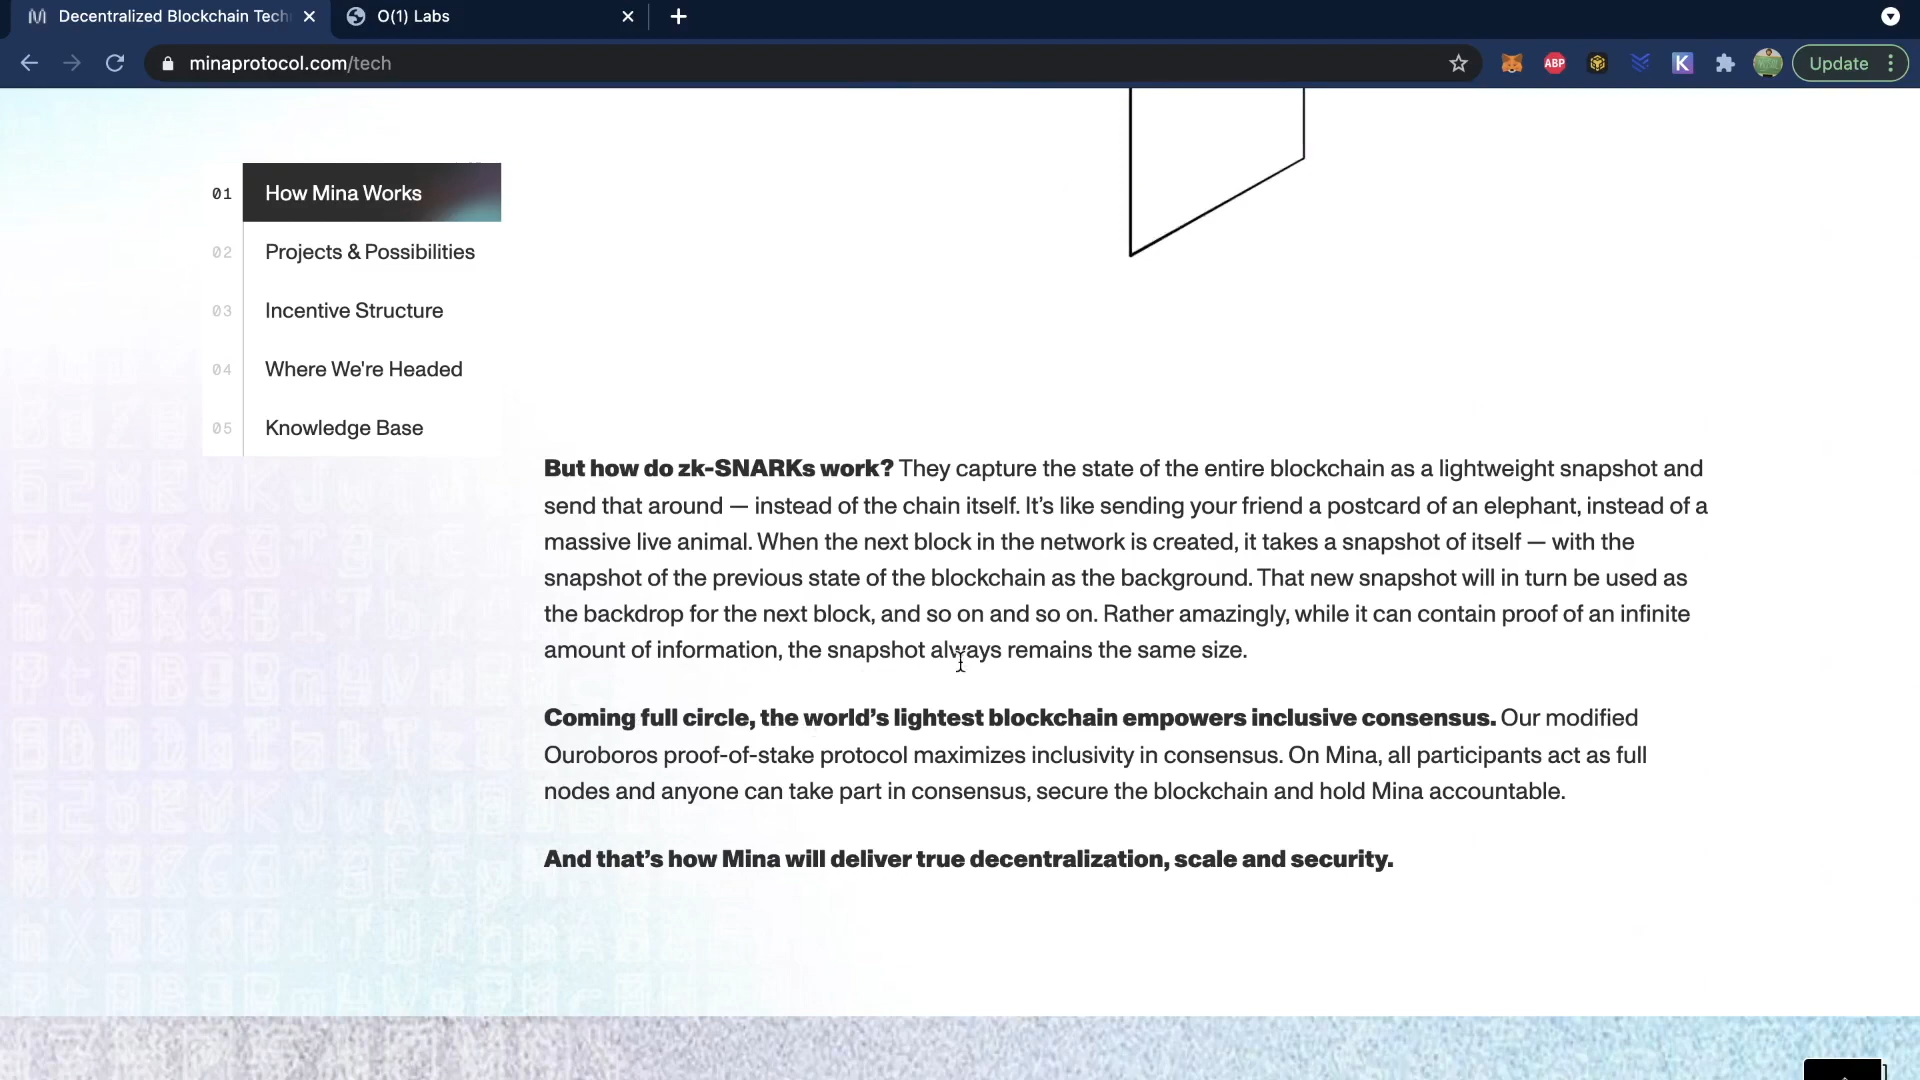 Decentralized Blockchain Tech
O(1) Labs
minaprotocol.com/tech
ABP
K
Update
01 How Mina Works
02 Projects & Possibilities
03 Incentive Structure
04 Where We're Headed
05 Knowledge Base
But how do zk-SNARKs work? They capture the state of the entire blockchain as a lightweight snapshot and
send that around — instead of the chain itself. It’s like sending your friend a postcard of an elephant, instead of a
massive live animal. When the next block in the network is created, it takes a snapshot of itself — with the
snapshot of the previous state of the blockchain as the background. That new snapshot will in turn be used as
the backdrop for the next block, and so on and so on. Rather amazingly, while it can contain proof of an infinite
amount of information, the snapshot always remains the same size.
Coming full circle, the world’s lightest blockchain empowers inclusive consensus. Our modified
Ouroboros proof-of-stake protocol maximizes inclusivity in consensus. On Mina, all participants act as full
nodes and anyone can take part in consensus, secure the blockchain and hold Mina accountable.
And that’s how Mina will deliver true decentralization, scale and security.